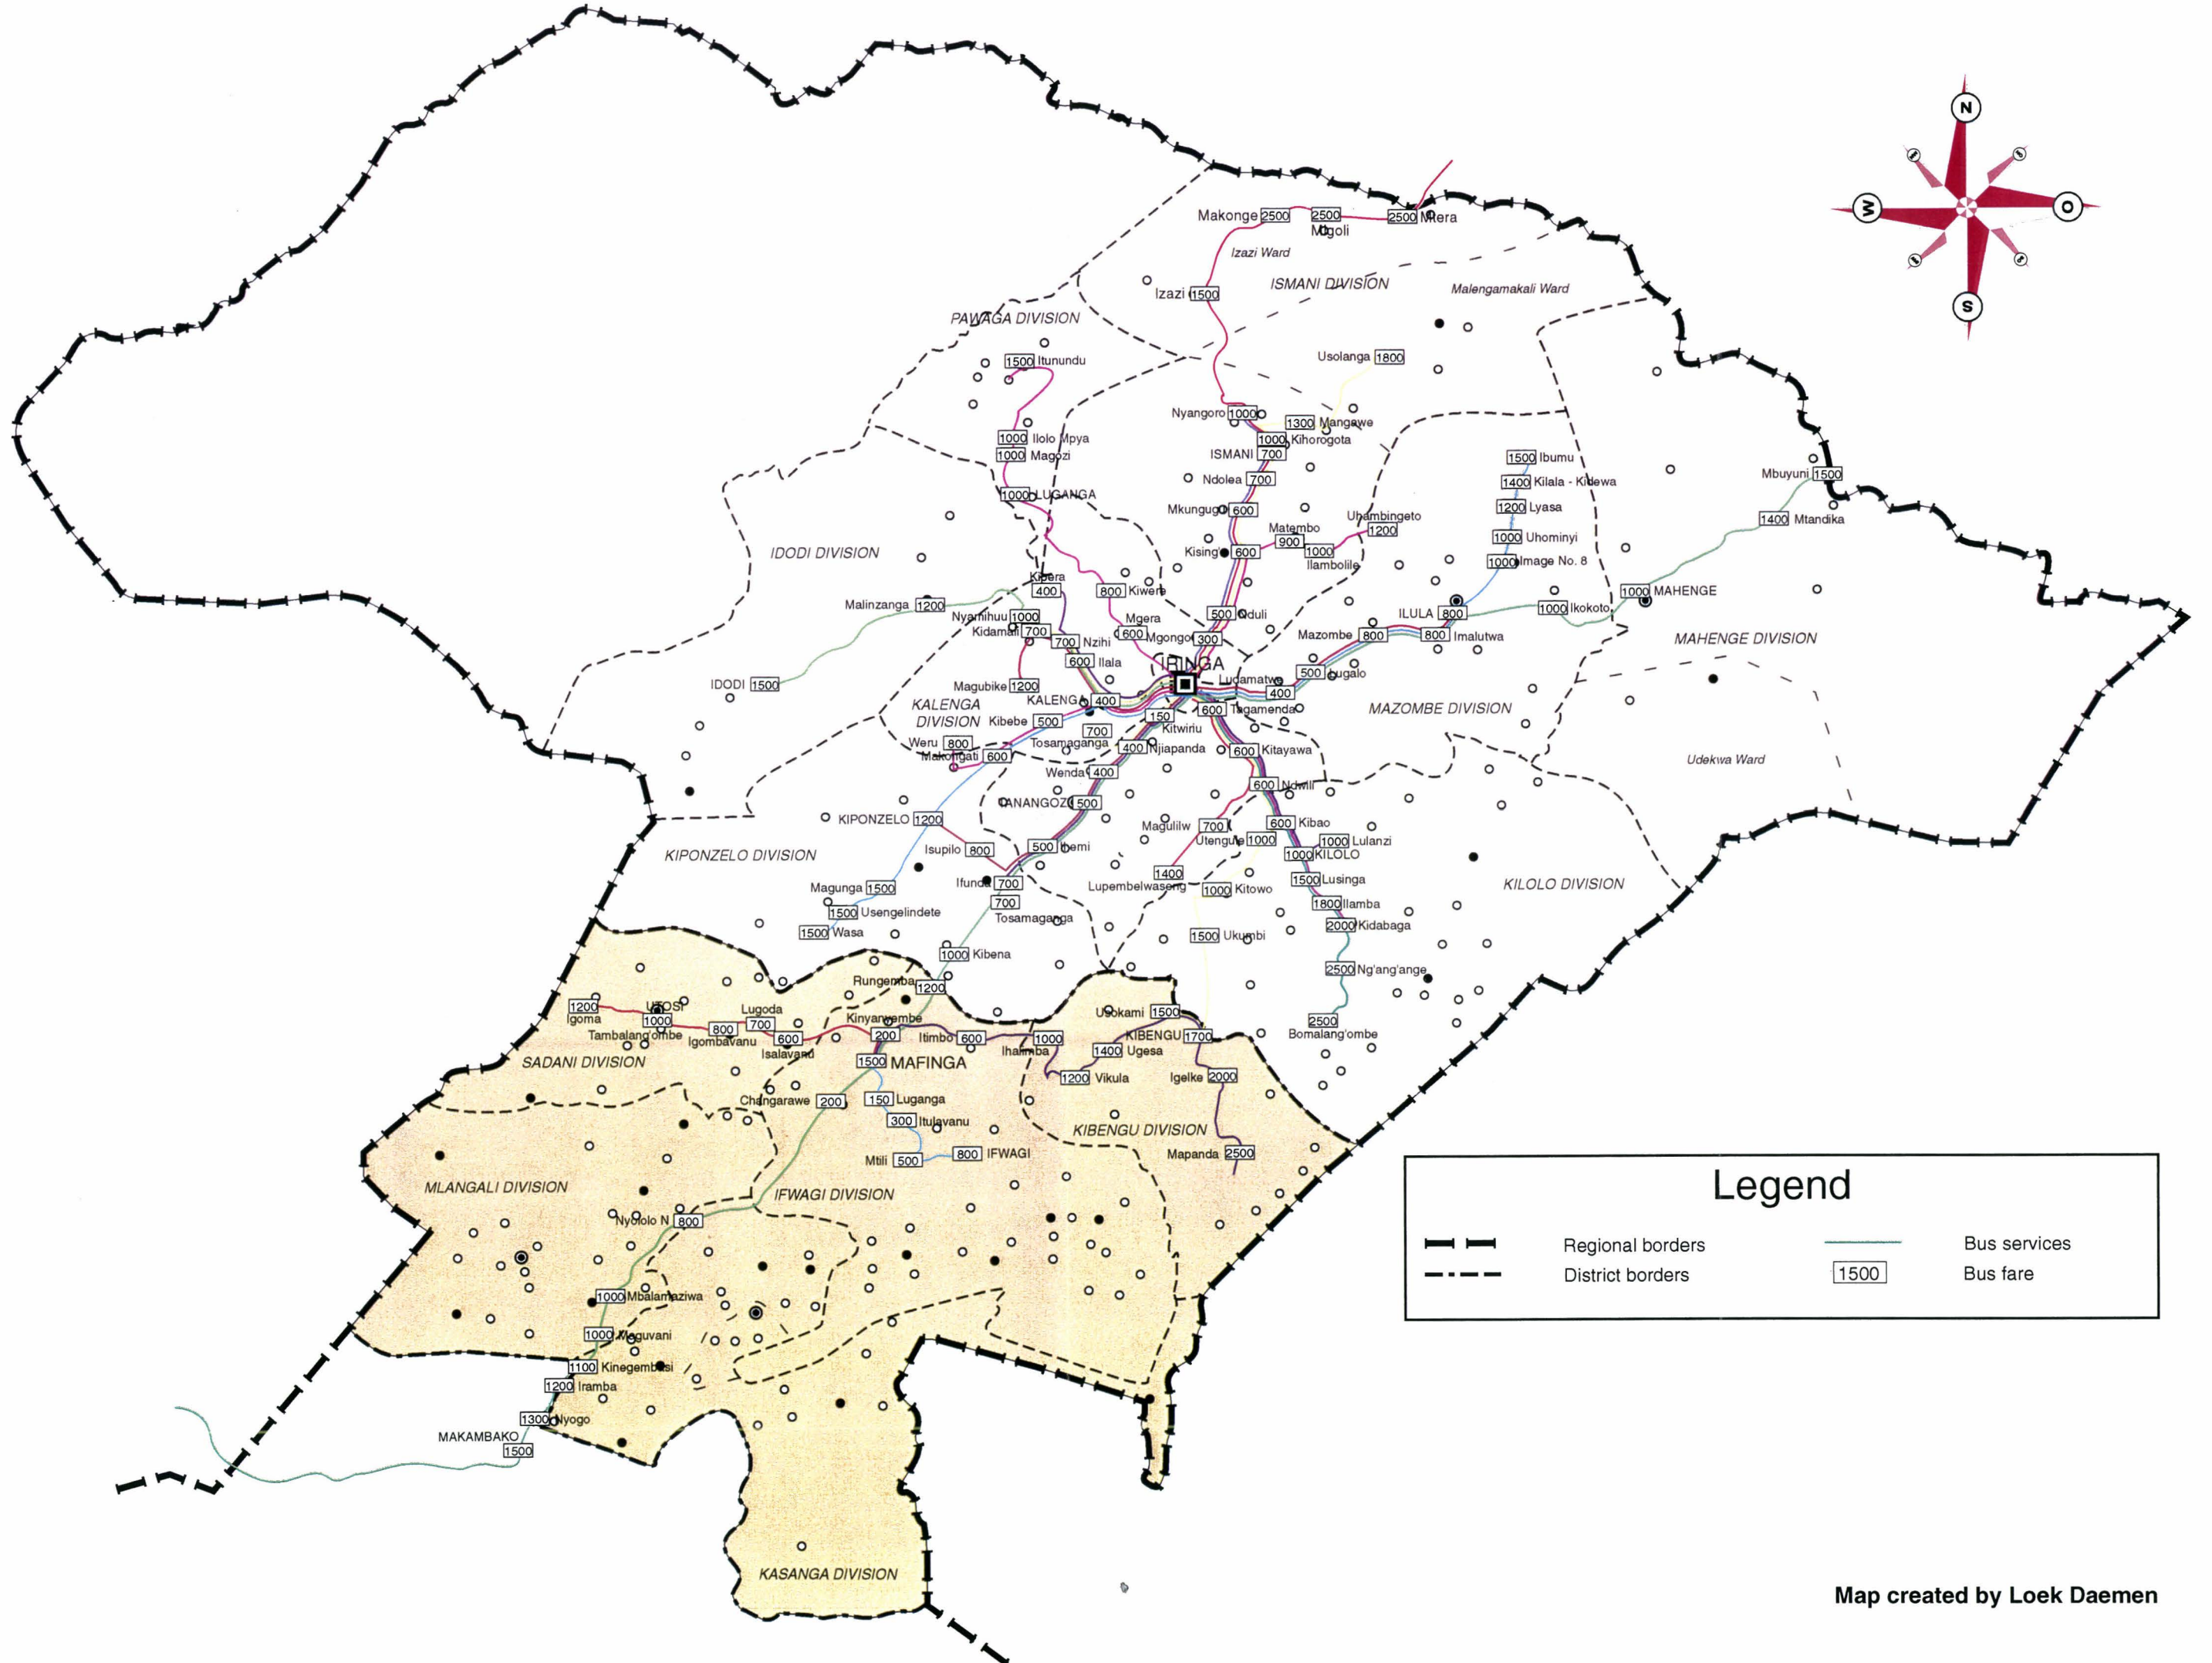 N
W
O
S
Makonge 2500
2500
Migoli
2500 Mtera
Izazi Ward
ISMANI DIVISION
Malengamakali Ward
Izazi 1500
PAWAGA DIVISION
1500 Itunundu
Usolanga 1800
Nyangoro 1000
1300 Mangawe
1000 Kihorogota
1000 Ilolo Mpya
1000 Magozi
ISMANI 700
1500 Ibumu
Ndolea 700
1400 Kilala - Kidewa
Mbuyuni 1500
1000 LUGANGA
1200 Lyasa
Mkungugu 600
1400 Mtandika
Uhambingeto
1200
Matembo
900
1000 Uhominyi
IDODI DIVISION
Kising' 600
1000
Ilambolile
1000 Image No. 8
Kipera
400
800 Kiwere
1000 MAHENGE
Malinzanga 1200
1000 Ikokoto
Nyamihuu 1000
500 Nduli
ILULA 800
Kidamali 700
Mgera
600
Mgongo 300
Mazombe 800
800 Imalutwa
MAHENGE DIVISION
700 Nzihi
600 Ilala
IRINGA
500 Lugalo
IDODI 1500
Magubike 1200
Ludamatwe
400
KALENGA 400
KALENGA
DIVISION
Kibebe 500
150
Kitwiru
600 Tagamenda
MAZOMBE DIVISION
Weru 800
700
Tosamaganga
400 Njiapanda
600 Kitayawa
Makongati 600
Udekwa Ward
Wenda 400
600 Ndwili
TANANGOZI 500
KIPONZELO 1200
Magulilw 700
600 Kibao
Utengule 1000
1000 Lulanzi
KIPONZELO DIVISION
Isupilo 800
500 Ihemi
1000 KILOLO
1400
Lupembelwaseng
Magunga 1500
Ifunda 700
1000 Kitowo
1500 Lusinga
KILOLO DIVISION
700
Tosamaganga
1800 Ilamba
1500 Usengelindete
2000 Kidabaga
1500 Wasa
1500 Ukumbi
1000 Kibena
2500 Ng'ang'ange
Rungemba
1200
1200
Igoma
UTOSI
1000
Tambalang'ombe
Lugoda
700
800
Igombavanu
600
Isalavanu
Kinyanwembe
200
Itimbo 600
1000
Ihalimba
Usokami 1500
KIBENGU 1700
2500
Bomalang'ombe
SADANI DIVISION
1500 MAFINGA
1400 Ugesa
1200 Vikula
Igelke 2000
Changarawe 200
150 Luganga
300 Itulavanu
KIBENGU DIVISION
Mtili 500
800 IFWAGI
Mapanda 2500
MLANGALI DIVISION
IFWAGI DIVISION
Nyololo N 800
Legend
Regional borders
Bus services
District borders
1500
Bus fare
1000 Mbalamaziwa
1000 Maguvani
1100 Kinegembasi
1200 Iramba
1300 Nyogo
MAKAMBAKO
1500
KASANGA DIVISION
Map created by Loek Daemen